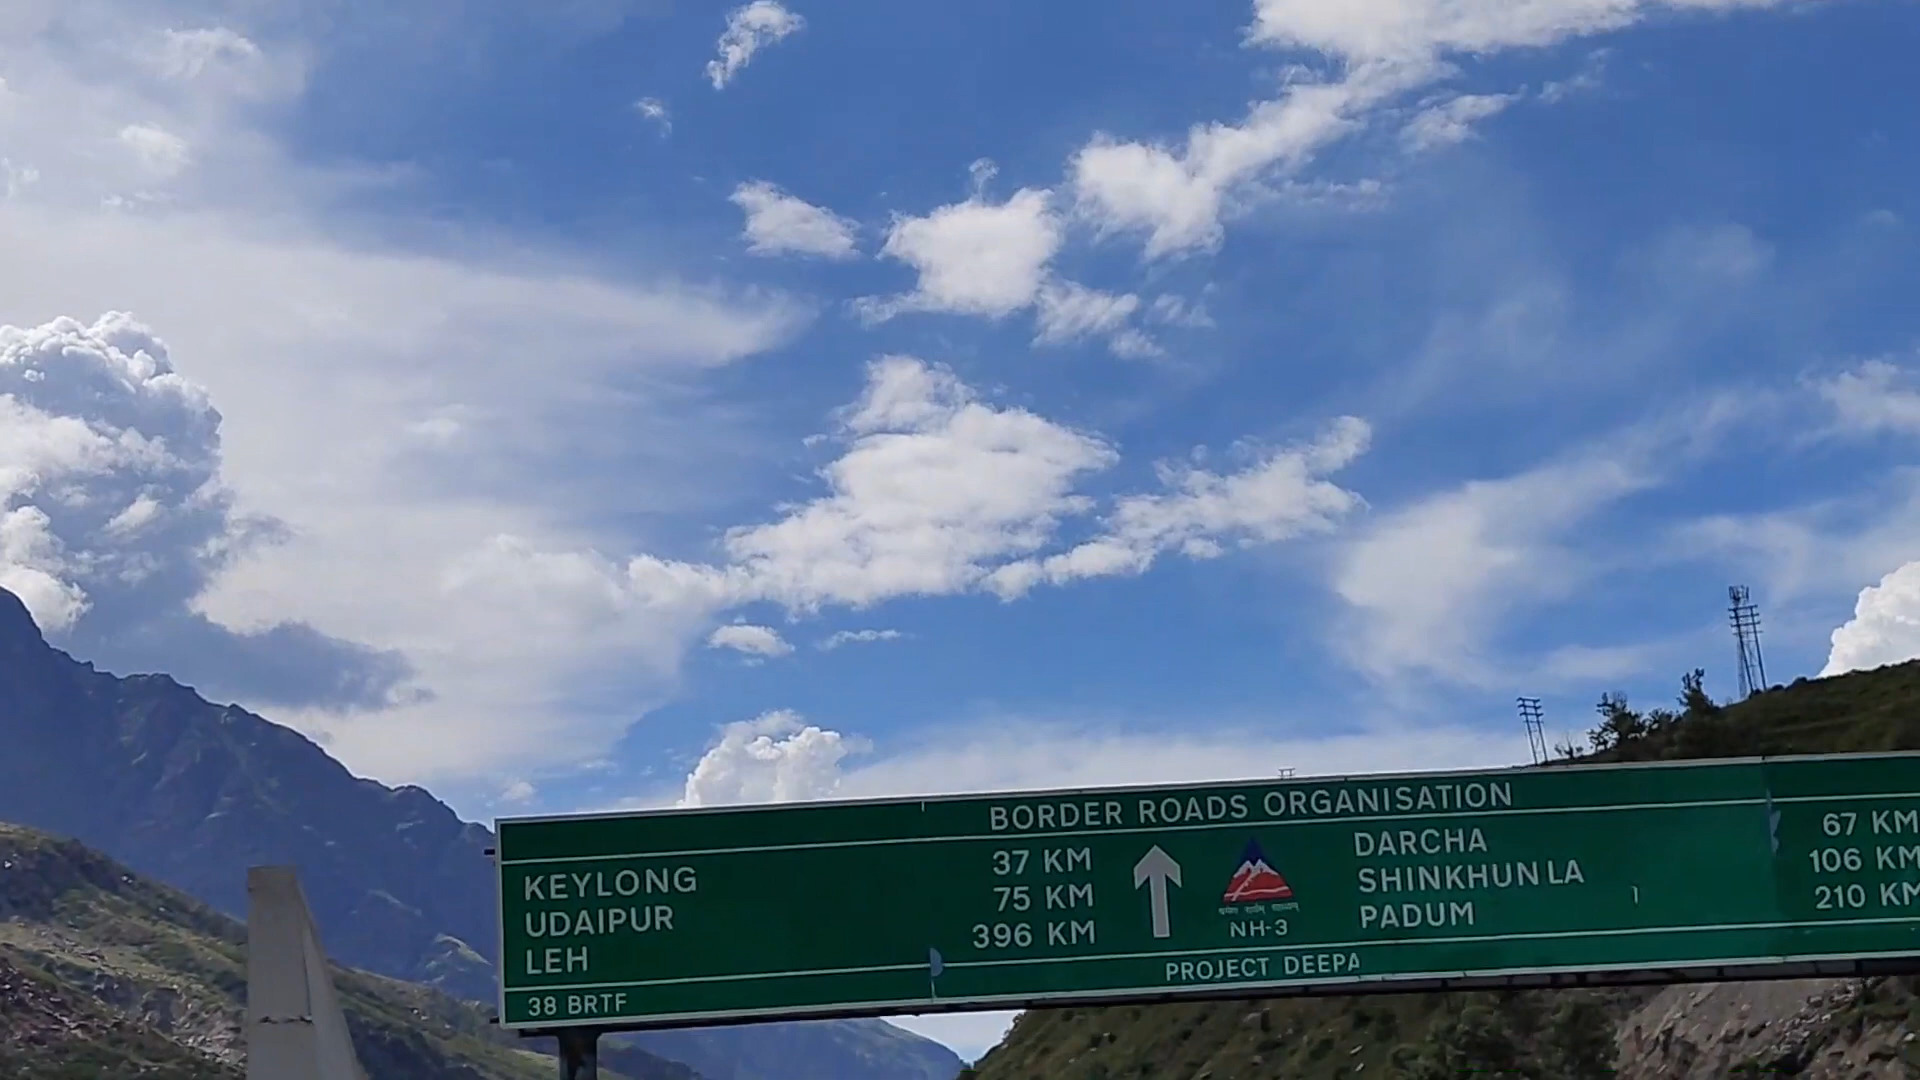 BORDER ROADS ORGANISATION
KEYLONG 37 KM
UDAIPUR 75 KM
LEH 396 KM
NH-3
DARCHA 67 KM
SHINKHUN LA 106 KM
PADUM 210 KM
PROJECT DEEPA
38 BRTF